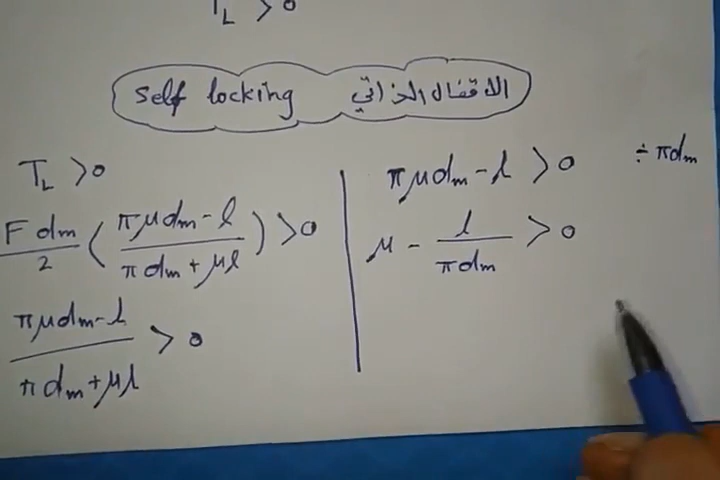 T_L > 0
Self locking الاقفال الذاتي
T_L > 0
F dm / 2 ( πμdm - l / πdm + μl ) > 0
πμdm - l / πdm + μl > 0
πμdm - l > 0 ÷ πdm
μ - l / πdm > 0